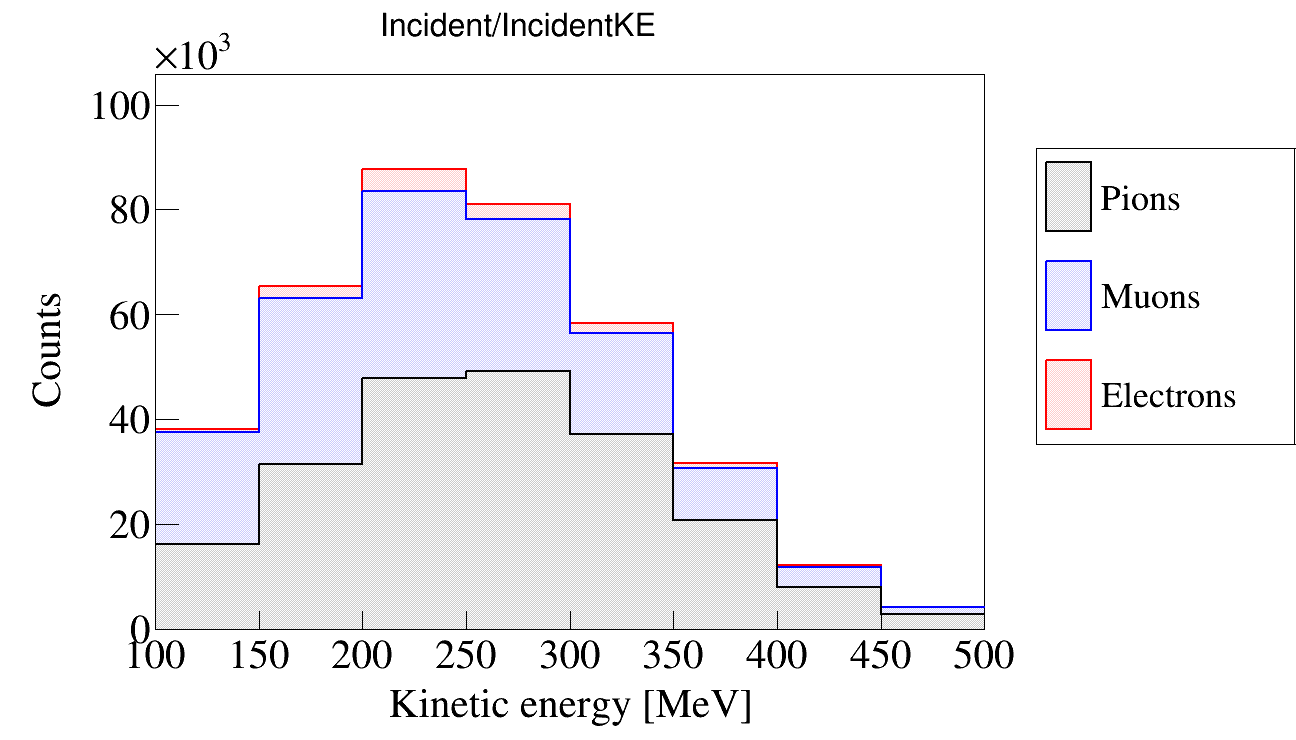 Incident/IncidentKE
×10³
100
80
60
40
20
0
Counts
100 150 200 250 300 350 400 450 500
Kinetic energy [MeV]
Pions
Muons
Electrons